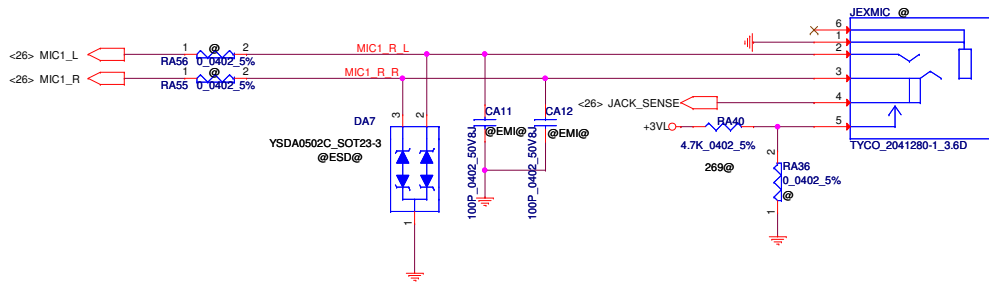 JEXMIC @
6
1
<26> MIC1_L
1 @ 2
MIC1_R_L
2
RA56 0_0402_5%
<26> MIC1_R
1 @ 2
MIC1_R_R
3
RA55 0_0402_5%
<26> JACK_SENSE
4
CA11
CA12
@EMI@
@EMI@
DA7
3
2
+3VL
RA40
5
YSDA0502C_SOT23-3
@ESD@
4.7K_0402_5%
TYCO_2041280-1_3.6D
269@
2
RA36
0_0402_5%
@
1
100P_0402_50V8J
100P_0402_50V8J
1